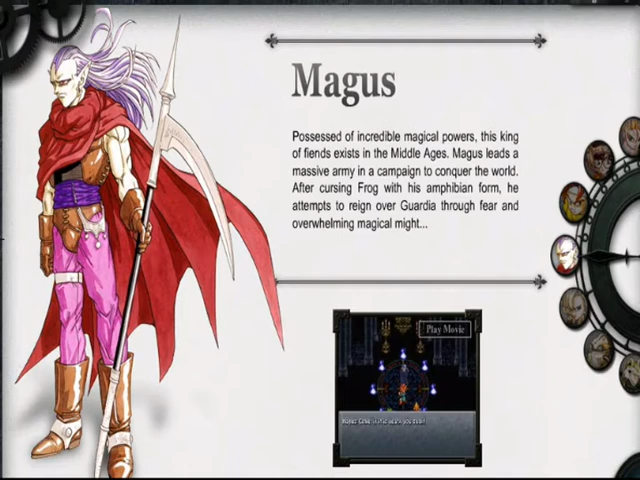 Magus
Possessed of incredible magical powers, this king
of fiends exists in the Middle Ages. Magus leads a
massive army in a campaign to conquer the world.
After cursing Frog with his amphibian form, he
attempts to reign over Guardia through fear and
overwhelming magical might...
Play Movie